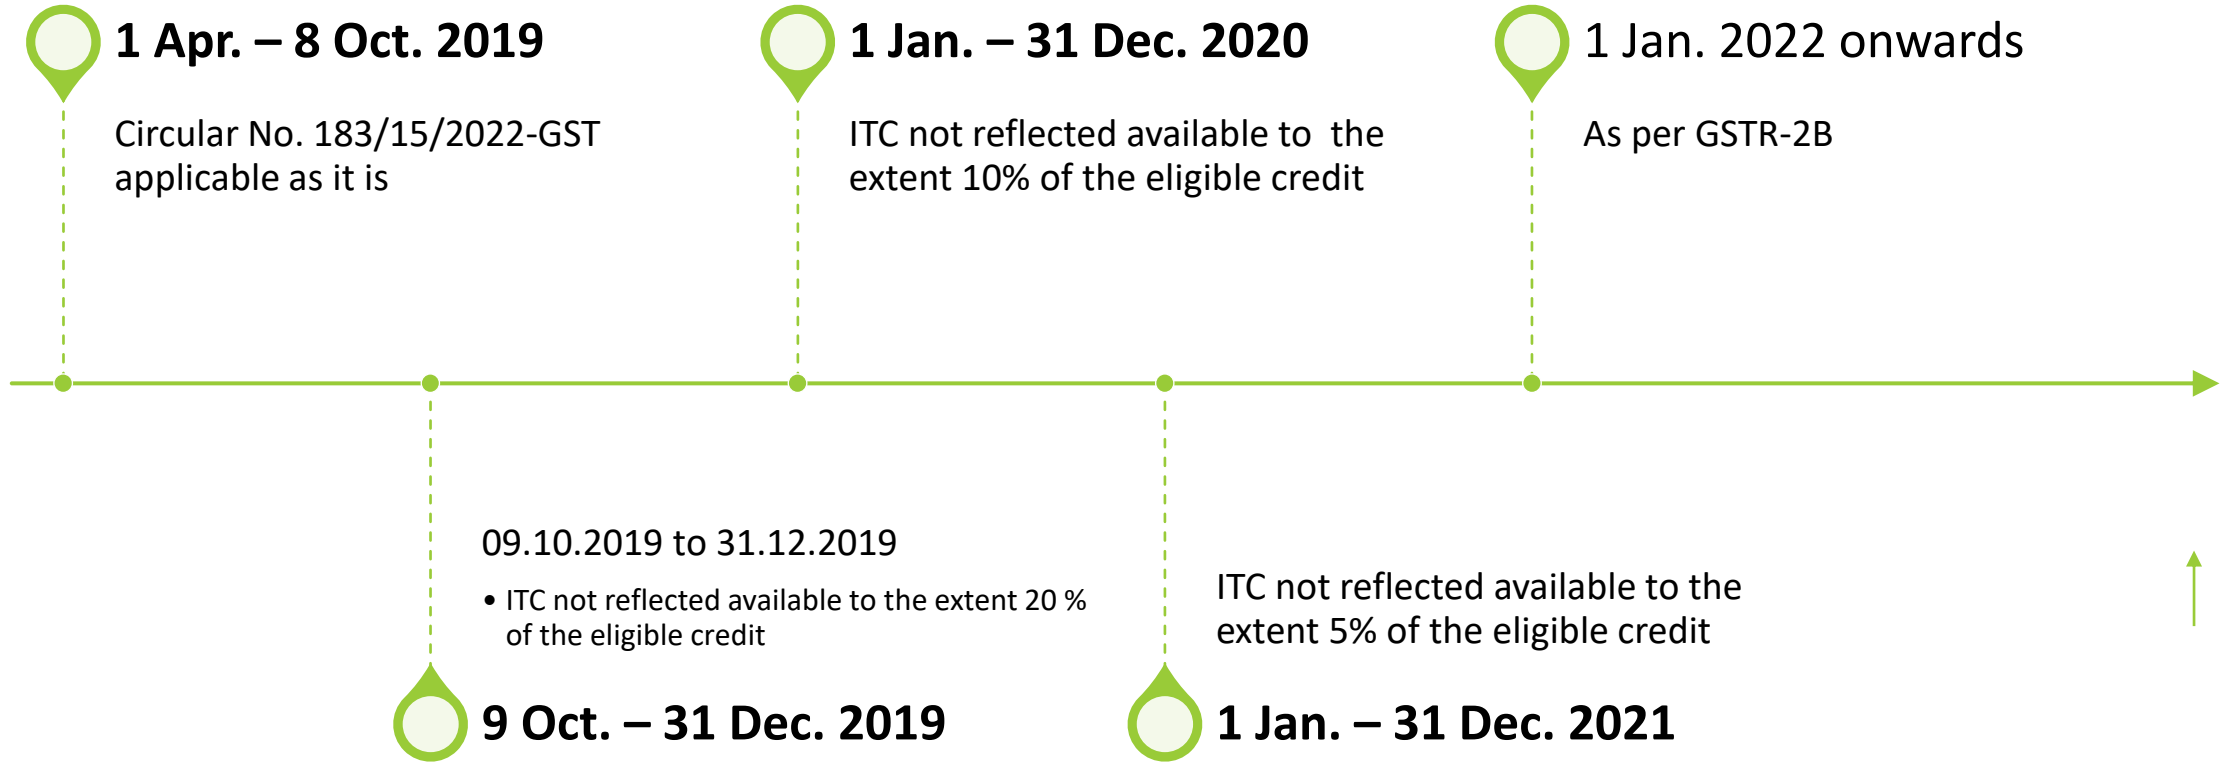 1 Apr. – 8 Oct. 2019
Circular No. 183/15/2022-GST
applicable as it is
1 Jan. – 31 Dec. 2020
ITC not reflected available to  the
extent 10% of the eligible credit
1 Jan. 2022 onwards
As per GSTR-2B
09.10.2019 to 31.12.2019
• ITC not reflected available to the extent 20 %
of the eligible credit
9 Oct. – 31 Dec. 2019
ITC not reflected available to the
extent 5% of the eligible credit
1 Jan. – 31 Dec. 2021